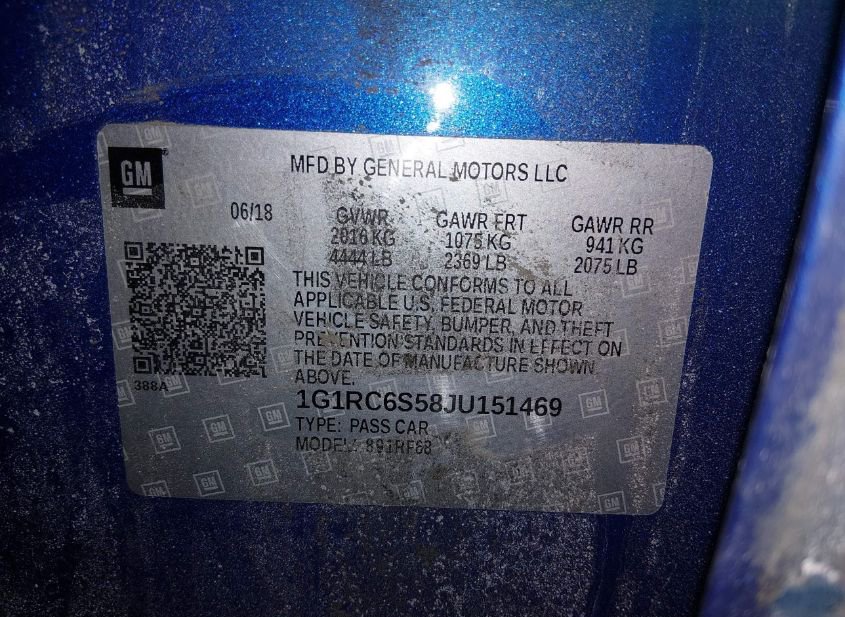 GM
MFD BY GENERAL MOTORS LLC
06/18
GVWR GAWR FRT GAWR RR
2016 KG 1075 KG 941 KG
4444 LB 2369 LB 2075 LB
THIS VEHICLE CONFORMS TO ALL
APPLICABLE U.S. FEDERAL MOTOR
VEHICLE SAFETY, BUMPER, AND THEFT
PREVENTION STANDARDS IN EFFECT ON
THE DATE OF MANUFACTURE SHOWN
ABOVE.
388A
1G1RC6S58JU151469
TYPE: PASS CAR
MODEL: 891RF68